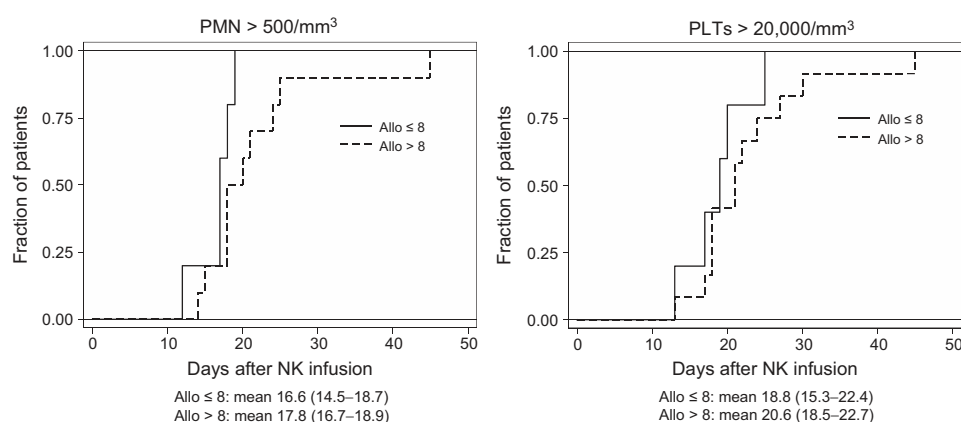 PMN > 500/mm³
1.00
0.75
0.50
0.25
0.00
Fraction of patients
Allo ≤ 8
Allo > 8
0 10 20 30 40 50
Days after NK infusion
Allo ≤ 8: mean 16.6 (14.5–18.7)
Allo > 8: mean 17.8 (16.7–18.9)
PLTs > 20,000/mm³
1.00
0.75
0.50
0.25
0.00
Fraction of patients
Allo ≤ 8
Allo > 8
0 10 20 30 40 50
Days after NK infusion
Allo ≤ 8: mean 18.8 (15.3–22.4)
Allo > 8: mean 20.6 (18.5–22.7)